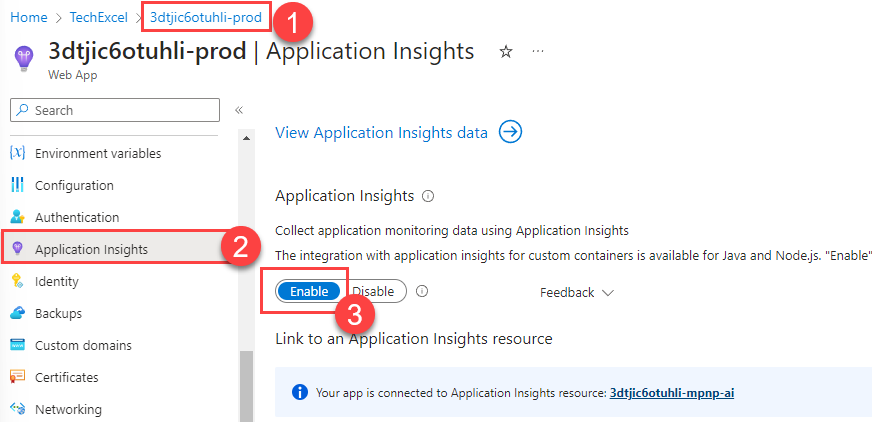 Home > TechExcel > 3dtjic6otuhli-prod
1
3dtjic6otuhli-prod | Application Insights
Web App
Search
View Application Insights data
Environment variables
Configuration
Authentication
Application Insights
2
Identity
Backups
Custom domains
Certificates
Networking
Application Insights
Collect application monitoring data using Application Insights
The integration with application insights for custom containers is available for Java and Node.js. "Enable"
Enable
Disable
3
Feedback
Link to an Application Insights resource
Your app is connected to Application Insights resource: 3dtjic6otuhli-mpnp-ai